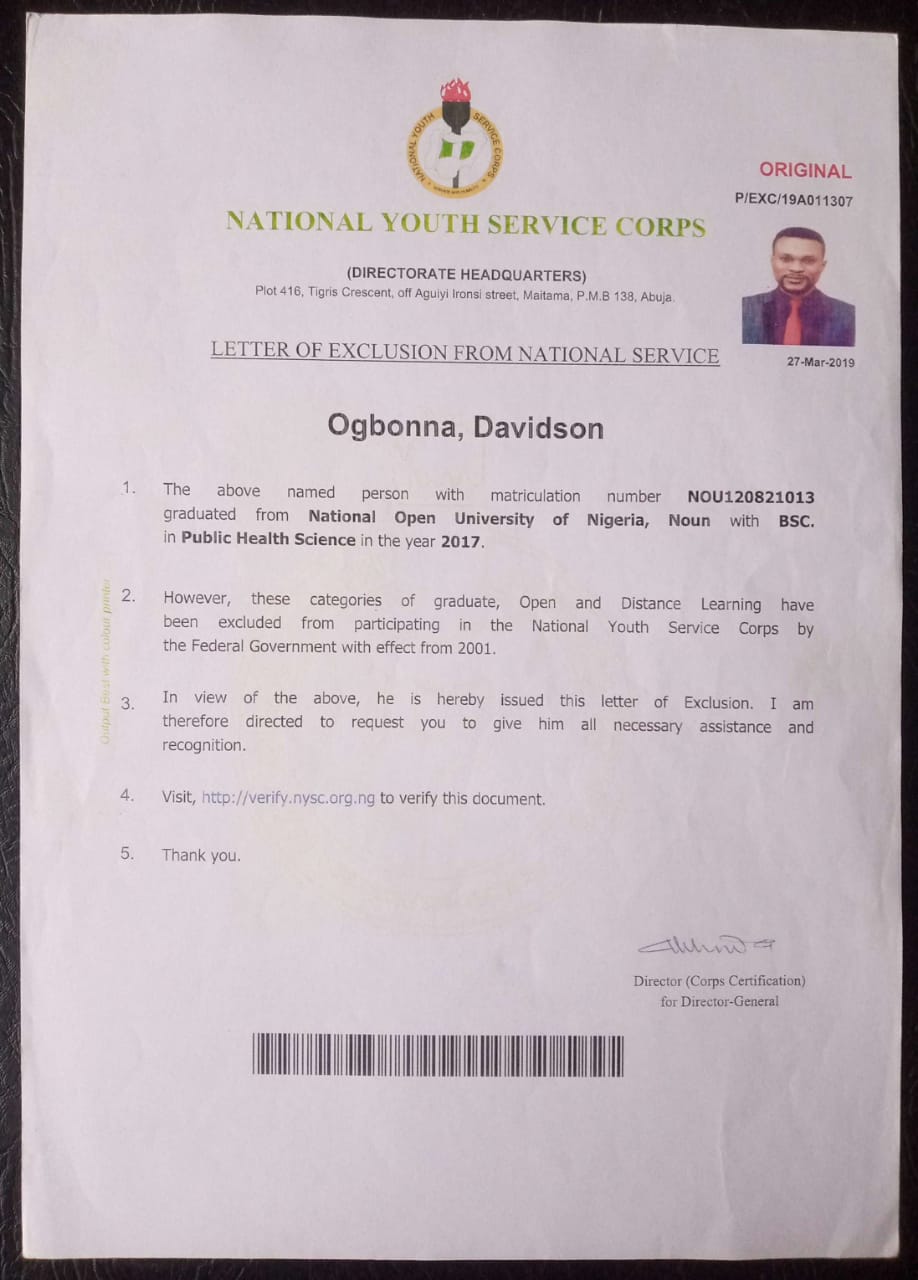 NATIONAL YOUTH SERVICE CORPS
ORIGINAL
P/EXC/19A011307
NATIONAL YOUTH SERVICE CORPS
(DIRECTORATE HEADQUARTERS)
Plot 416, Tigris Crescent, off Aguiyi Ironsi street, Maitama, P.M.B 138, Abuja.
27-Mar-2019
LETTER OF EXCLUSION FROM NATIONAL SERVICE
Ogbonna, Davidson
1. The above named person with matriculation number NOU120821013
graduated from National Open University of Nigeria, Noun with BSC.
in Public Health Science in the year 2017.
2. However, these categories of graduate, Open and Distance Learning have
been excluded from participating in the National Youth Service Corps by
the Federal Government with effect from 2001.
3. In view of the above, he is hereby issued this letter of Exclusion. I am
therefore directed to request you to give him all necessary assistance and
recognition.
4. Visit, http://verify.nysc.org.ng to verify this document.
5. Thank you.
Output Best with colour printer
Director (Corps Certification)
for Director-General